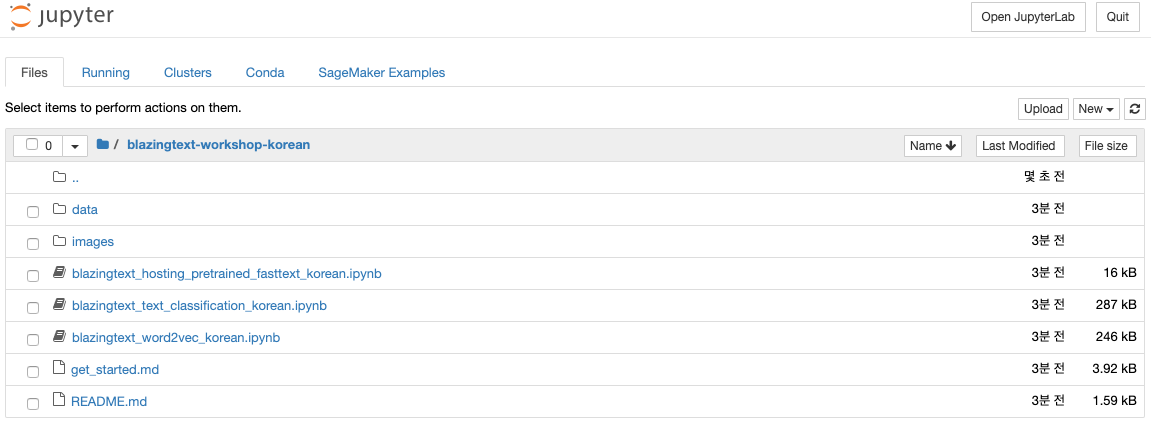 jupyter Open JupyterLab Quit
Files Running Clusters Conda SageMaker Examples
Select items to perform actions on them. Upload New
0 / blazingtext-workshop-korean Name Last Modified File size
.. 몇 초 전
data 3분 전
images 3분 전
blazingtext_hosting_pretrained_fasttext_korean.ipynb 3분 전 16 kB
blazingtext_text_classification_korean.ipynb 3분 전 287 kB
blazingtext_word2vec_korean.ipynb 3분 전 246 kB
get_started.md 3분 전 3.92 kB
README.md 3분 전 1.59 kB